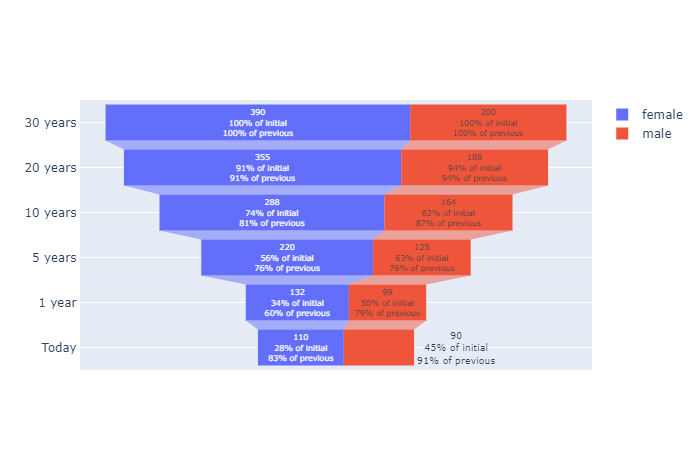 30 years
390
100% of initial
100% of previous
200
100% of initial
100% of previous
female
male
20 years
355
91% of initial
91% of previous
188
94% of initial
94% of previous
10 years
288
74% of initial
81% of previous
164
82% of initial
87% of previous
5 years
220
56% of initial
76% of previous
125
63% of initial
76% of previous
1 year
132
34% of initial
60% of previous
99
50% of initial
79% of previous
Today
110
28% of initial
83% of previous
90
45% of initial
91% of previous